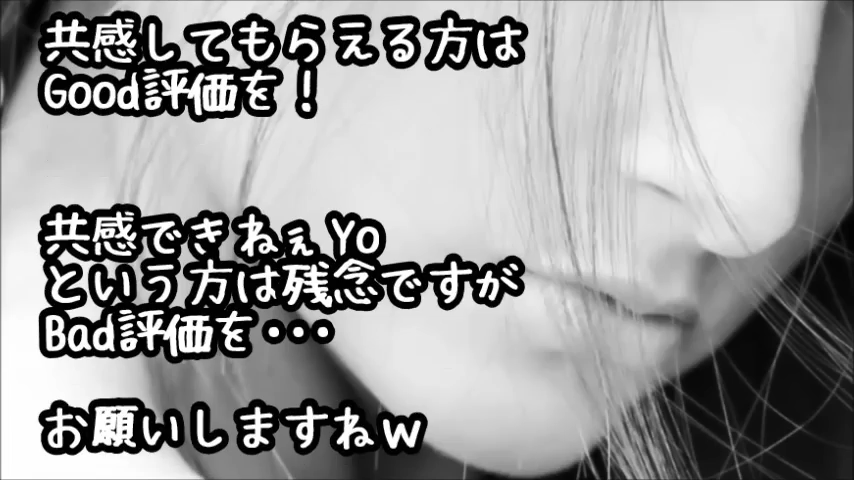 共感してもらえる方は
Good評価を！
共感できねぇYo
という方は残念ですが
Bad評価を・・・
お願いしますねｗ